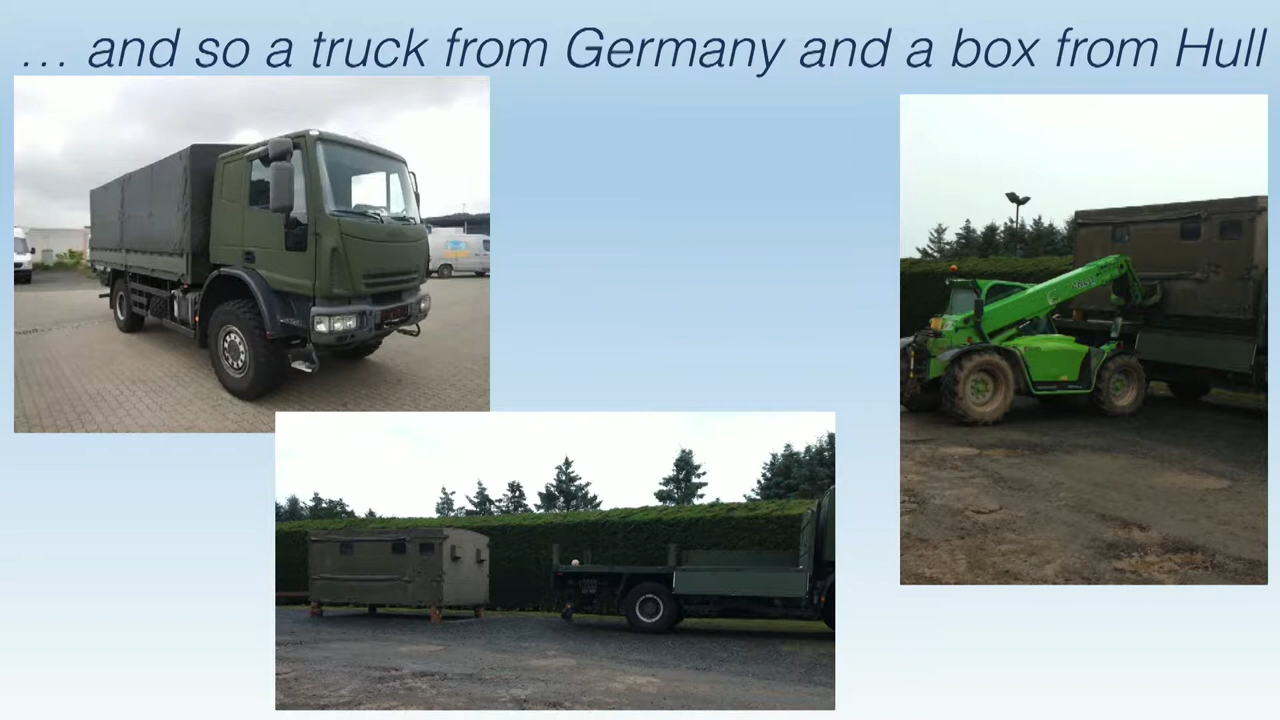 … and so a truck from Germany and a box from Hull